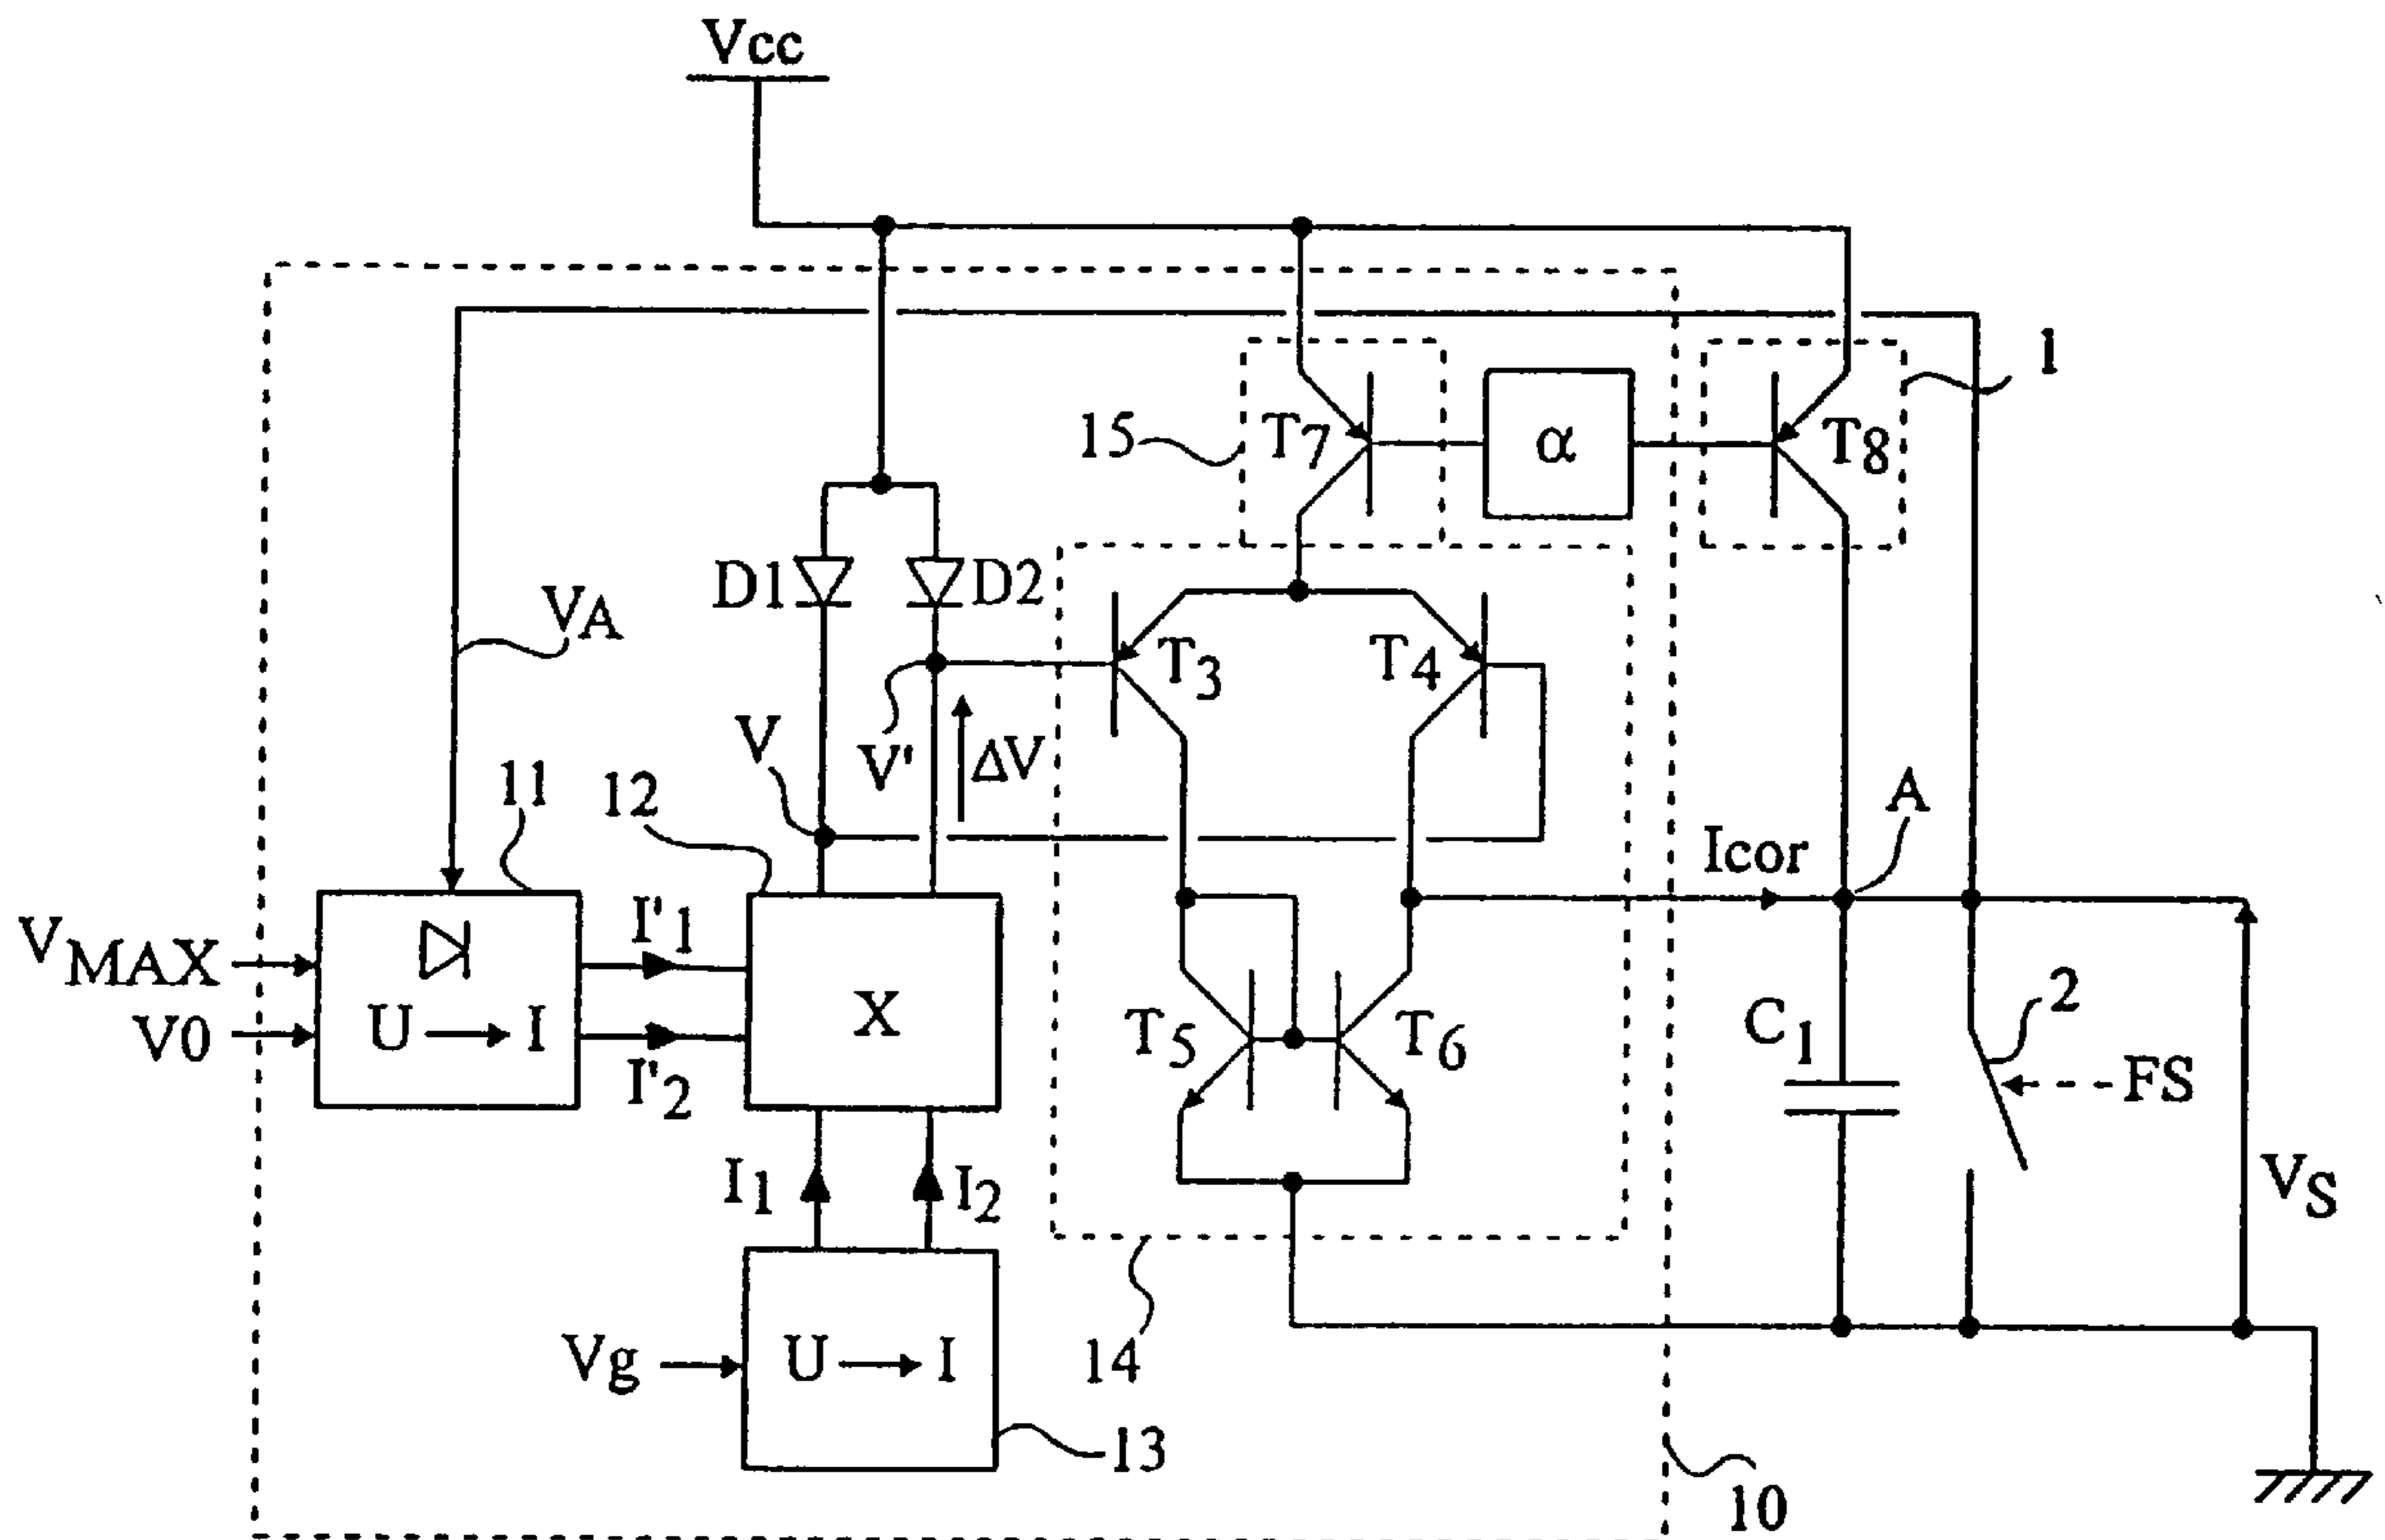 Vcc
1
15
T7
α
T8
D1
D2
VA
T3
T4
V
V'
ΔV
11
12
A
Icor
VMAX
I'1
V0
U
I
I'2
X
T5
T6
C1
2
FS
I1
I2
VS
Vg
U
I
14
13
10